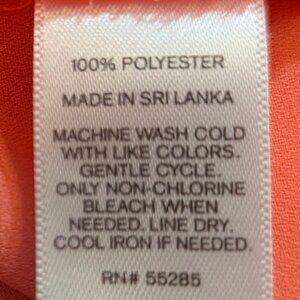 100% POLYESTER
MADE IN SRI LANKA
MACHINE WASH COLD
WITH LIKE COLORS.
GENTLE CYCLE.
ONLY NON-CHLORINE
BLEACH WHEN
NEEDED. LINE DRY.
COOL IRON IF NEEDED.
RN# 55285